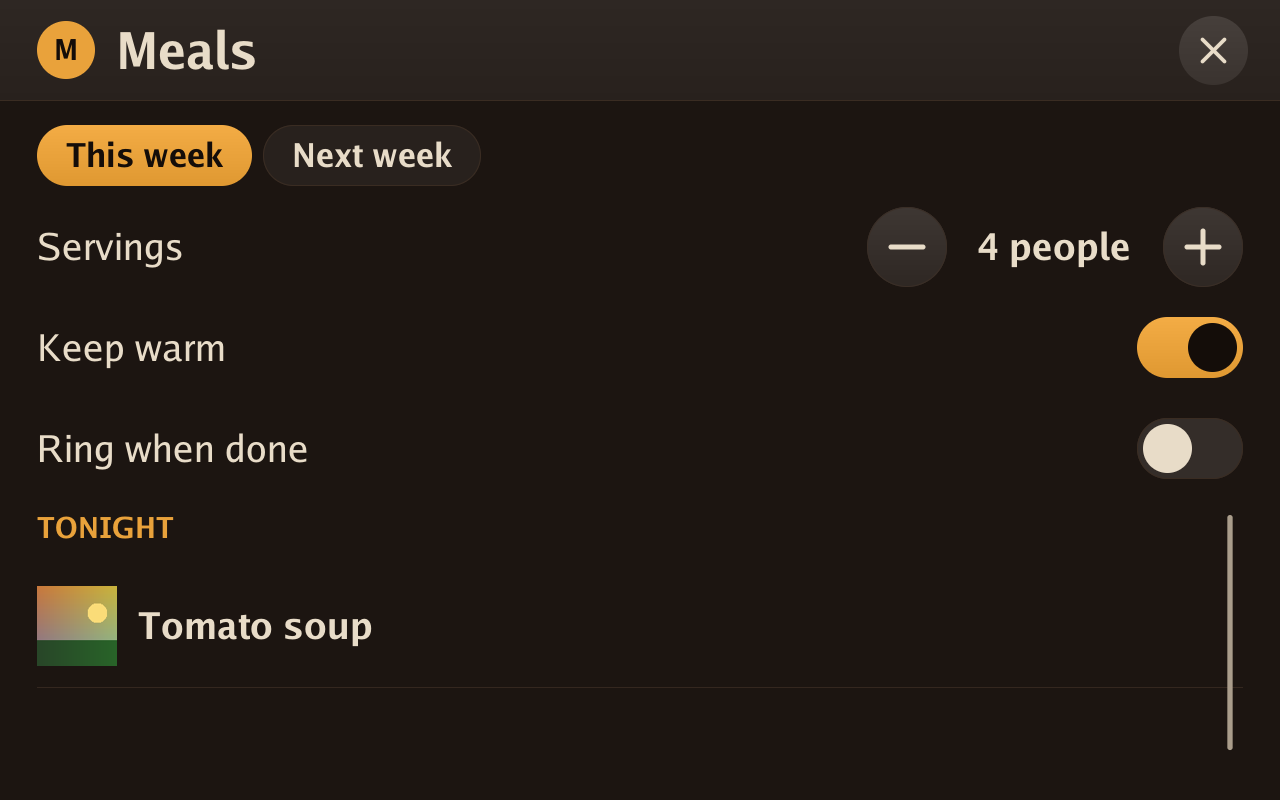 M Meals
This week Next week
Servings 4 people
Keep warm
Ring when done
TONIGHT
Tomato soup